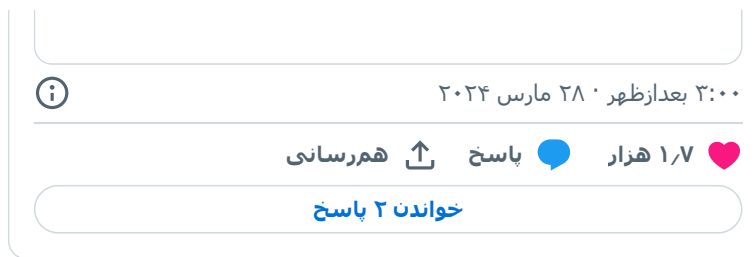 ۳:۰۰ بعدازظهر · ۲۸ مارس ۲۰۲۴
۱٫۷ هزار پاسخ هم‌رسانی
خواندن ۲ پاسخ